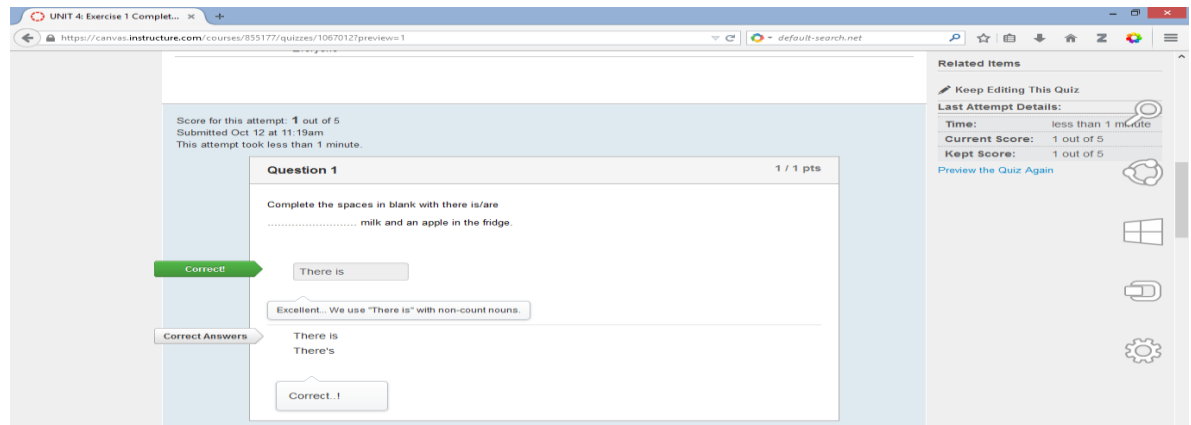 UNIT 4: Exercise 1 Complet...
https://canvas.instructure.com/courses/855177/quizzes/1067012?preview=1
default-search.net
Related Items
Keep Editing This Quiz
Last Attempt Details:
Time: less than 1 minute
Current Score: 1 out of 5
Kept Score: 1 out of 5
Preview the Quiz Again
Score for this attempt: 1 out of 5
Submitted Oct 12 at 11:19am
This attempt took less than 1 minute.
Question 1
1 / 1 pts
Complete the spaces in blank with there is/are
.......................... milk and an apple in the fridge.
Correct!
There is
Excellent... We use "There is" with non-count nouns.
Correct Answers
There is
There's
Correct..!